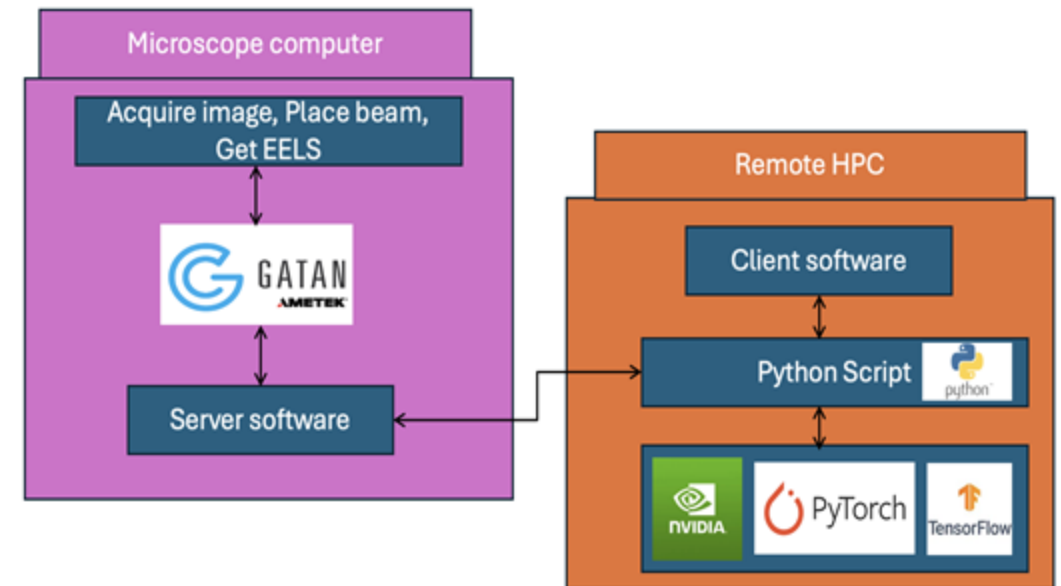 Microscope computer
Acquire image, Place beam,
Get EELS
GATAN
AMETEK
Server software
Remote HPC
Client software
Python Script
python
NVIDIA
PyTorch
TensorFlow